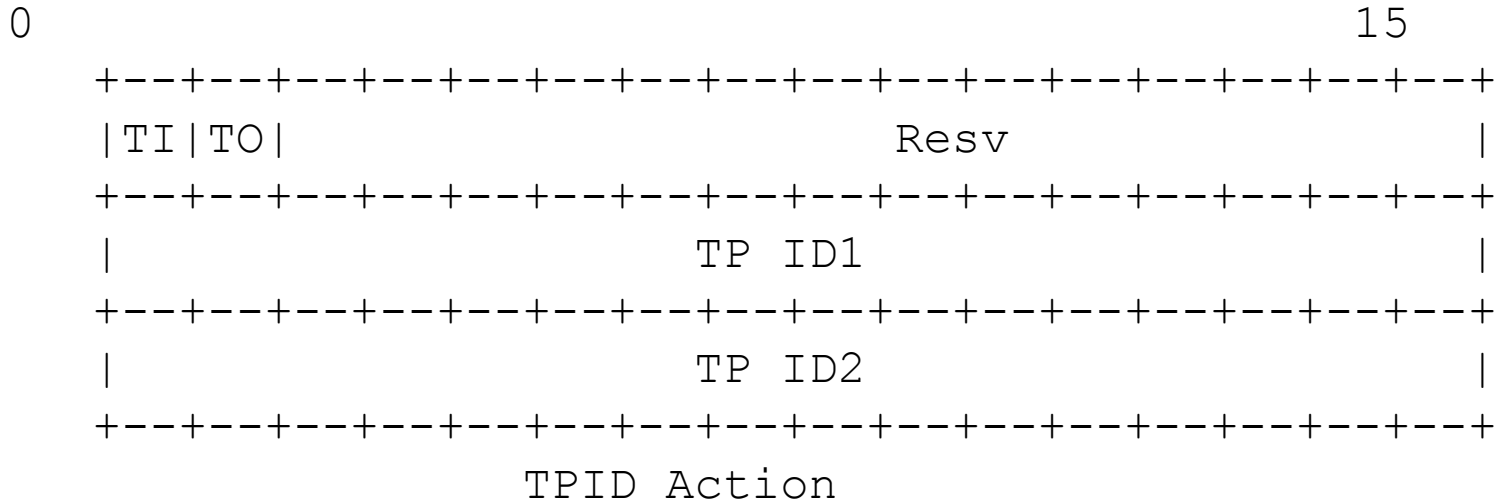 0                                                             15
    +--+--+--+--+--+--+--+--+--+--+--+--+--+--+--+--+
    |TI|TO|                      Resv                      |
    +--+--+--+--+--+--+--+--+--+--+--+--+--+--+--+--+
    |                    TP ID1                     |
    +--+--+--+--+--+--+--+--+--+--+--+--+--+--+--+--+
    |                    TP ID2                     |
    +--+--+--+--+--+--+--+--+--+--+--+--+--+--+--+--+
                   TPID Action